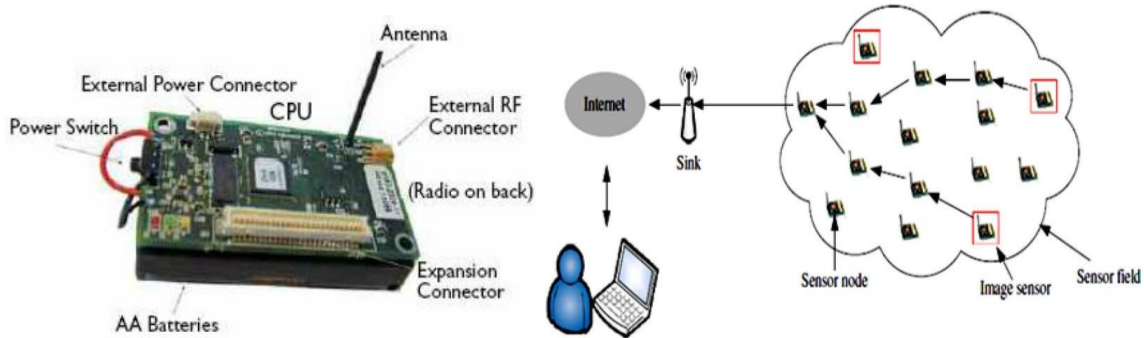 Antenna
External Power Connector
CPU
External RF
Connector
Power Switch
(Radio on back)
Expansion
Connector
AA Batteries
Internet
Sink
Sensor node
Image sensor
Sensor field